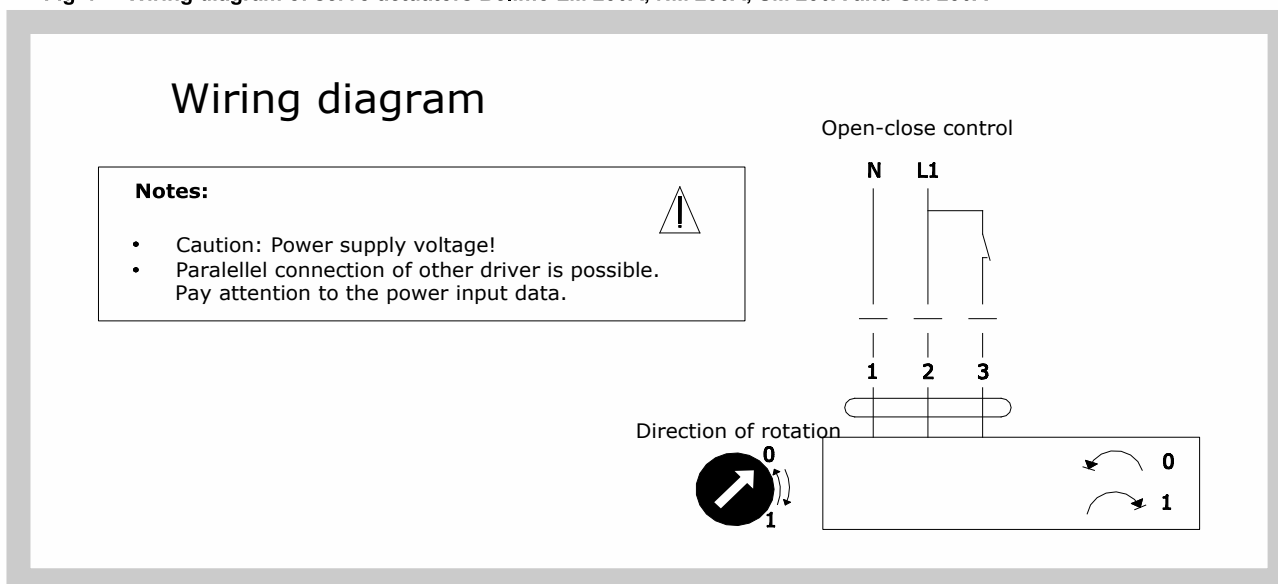 Wiring diagram
Open-close control
N L1
Notes:
• Caution: Power supply voltage!
• Paralellel connection of other driver is possible.
Pay attention to the power input data.
1 2 3
Direction of rotation
0
1
0
1